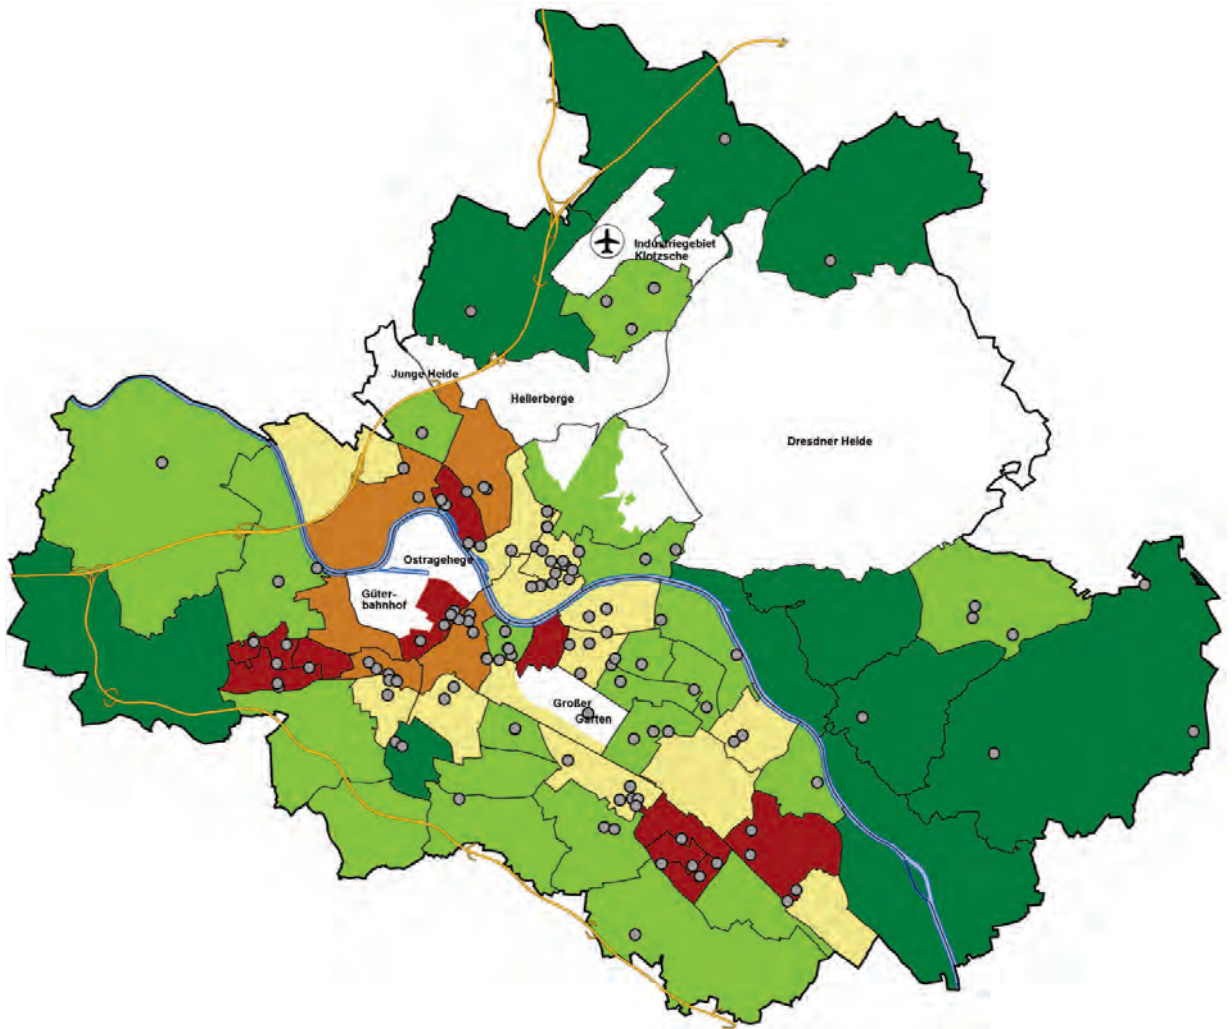 Industriegebiet
Klotzsche
Junge Heide
Hellerberge
Dresdner Heide
Ostragehege
Güter-
bahnhof
Großer
Garten